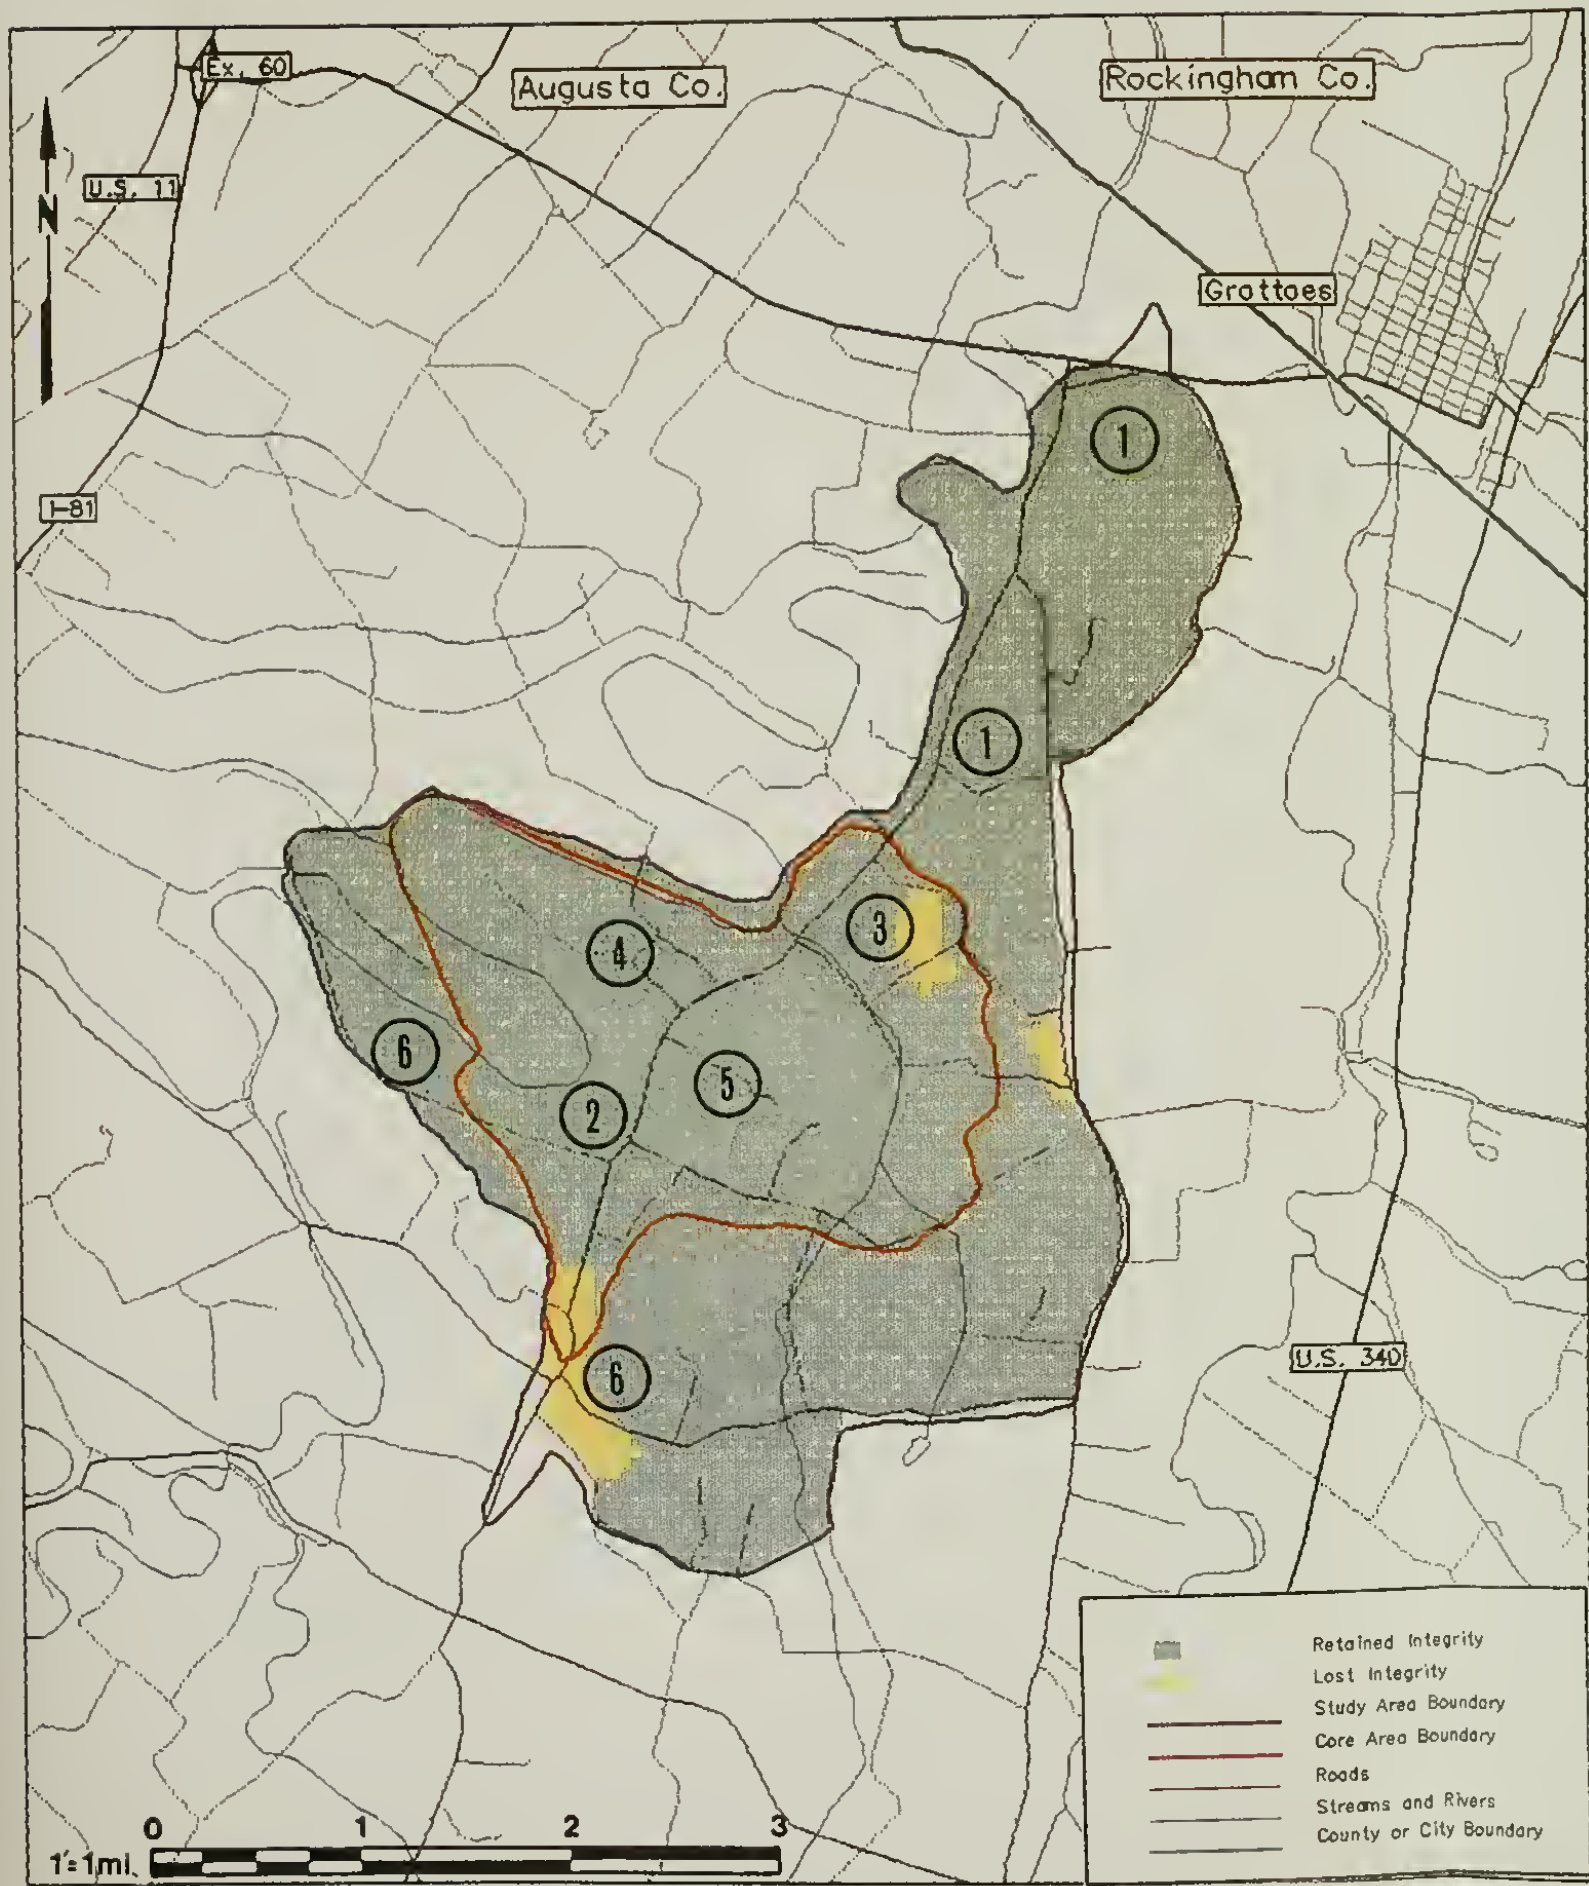 Ex. 60
Augusta Co.
Rockingham Co.
U.S. 11
N
Grottoes
1
I-81
1
3
4
6
5
2
6
U.S. 340
Retained Integrity
Lost Integrity
Study Area Boundary
Core Area Boundary
Roads
Streams and Rivers
County or City Boundary
0 1 2 3
1"=1mi.